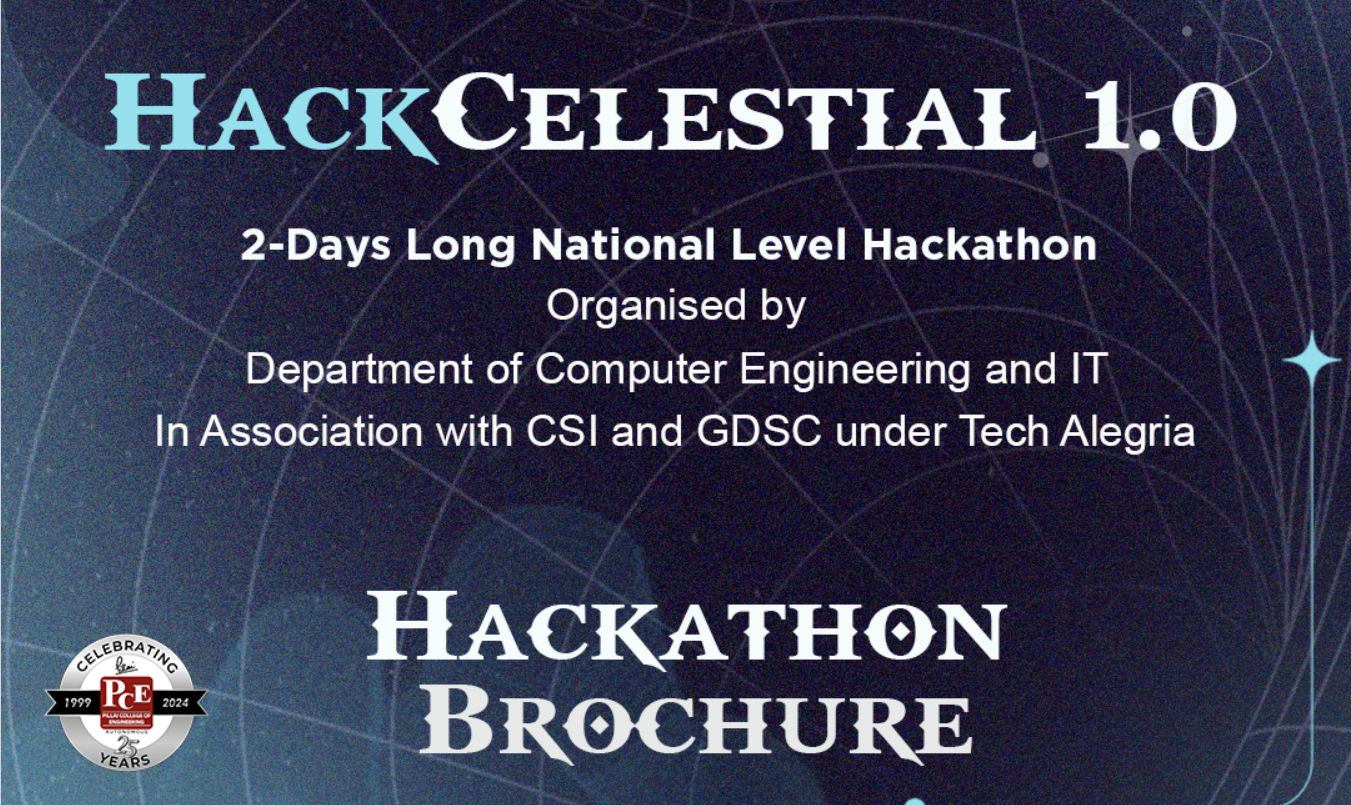 HACKCELESTIAL 1.0
2-Days Long National Level Hackathon
Organised by
Department of Computer Engineering and IT
In Association with CSI and GDSC under Tech Alegria
HACKATHON
BROCHURE
CELEBRATING
1999
PCE
2024
PILLAI COLLEGE OF
ENGINEERING
AUTONOMOUS
25
YEARS